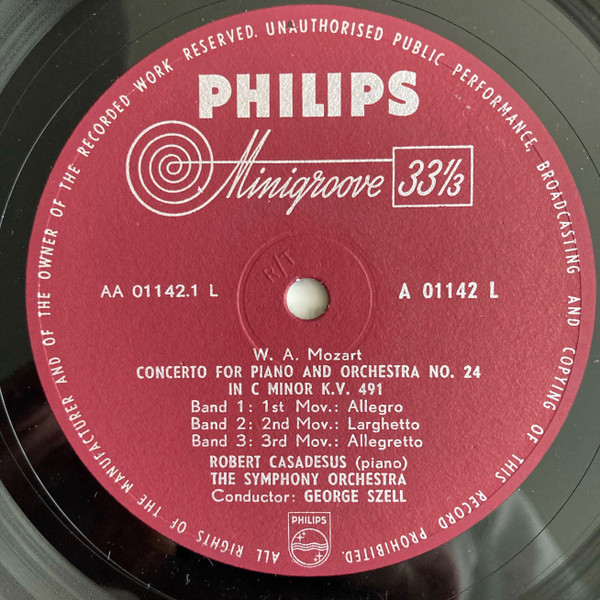 ALL RIGHTS OF THE MANUFACTURER AND OF THE OWNER OF THE RECORDED WORK RESERVED. UNAUTHORISED PUBLIC PERFORMANCE, BROADCASTING AND COPYING OF THIS RECORD PROHIBITED.
PHILIPS
Minigroove 33⅓
R/T
AA 01142.1 L
A 01142 L
W. A. Mozart
CONCERTO FOR PIANO AND ORCHESTRA NO. 24
IN C MINOR K.V. 491
Band 1: 1st Mov.: Allegro
Band 2: 2nd Mov.: Larghetto
Band 3: 3rd Mov.: Allegretto
ROBERT CASADESUS (piano)
THE SYMPHONY ORCHESTRA
Conductor: GEORGE SZELL
PHILIPS